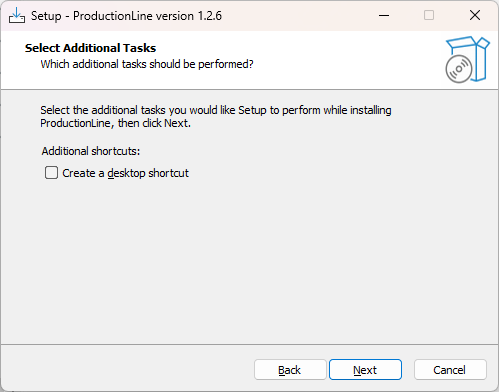 Setup - ProductionLine version 1.2.6
Select Additional Tasks
Which additional tasks should be performed?
Select the additional tasks you would like Setup to perform while installing
ProductionLine, then click Next.
Additional shortcuts:
Create a desktop shortcut
Back
Next
Cancel